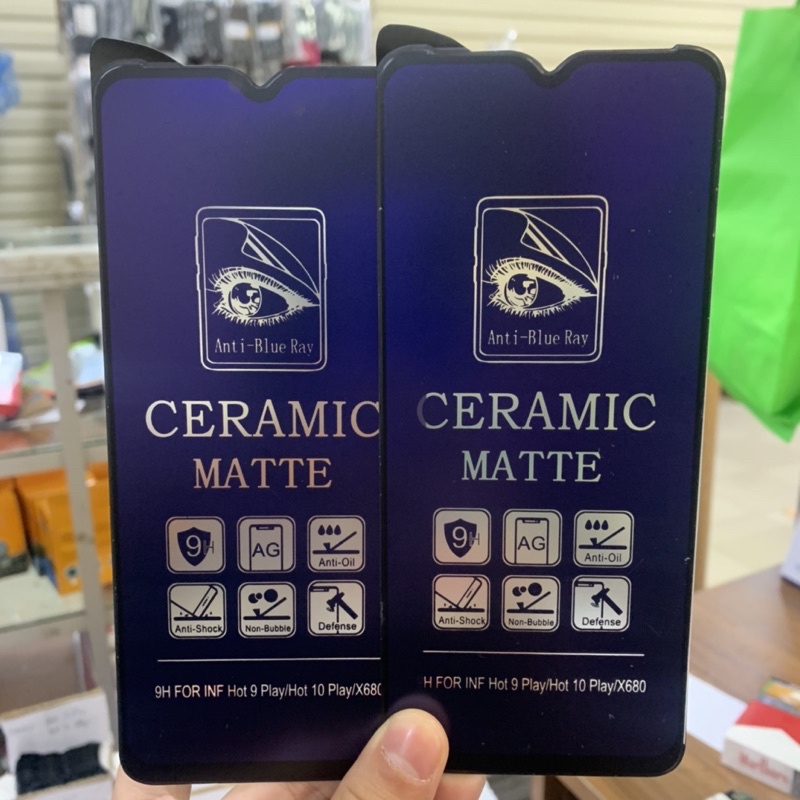 Anti-Blue Ray
CERAMIC
MATTE
9H
AG
Anti-Oil
Anti-Shock
Non-Bubble
Defense
9H FOR INF Hot 9 Play/Hot 10 Play/X680
Anti-Blue Ray
CERAMIC
MATTE
9H
AG
Anti-Oil
Anti-Shock
Non-Bubble
Defense
H FOR INF Hot 9 Play/Hot 10 Play/X680
Marlboro